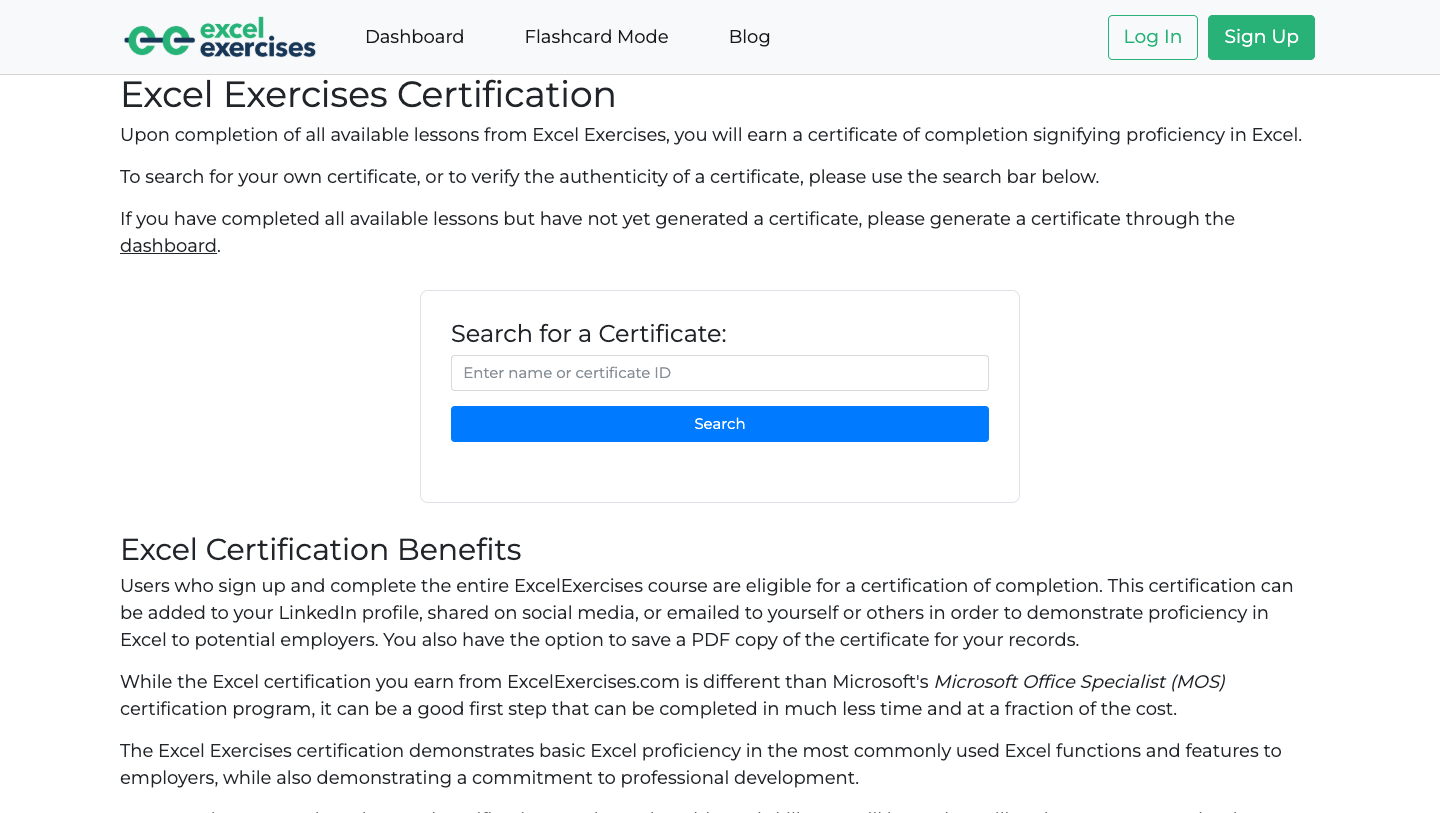 excel
exercises
Dashboard
Flashcard Mode
Blog
Log In
Sign Up
Excel Exercises Certification
Upon completion of all available lessons from Excel Exercises, you will earn a certificate of completion signifying proficiency in Excel.
To search for your own certificate, or to verify the authenticity of a certificate, please use the search bar below.
If you have completed all available lessons but have not yet generated a certificate, please generate a certificate through the
dashboard.
Search for a Certificate:
Enter name or certificate ID
Search
Excel Certification Benefits
Users who sign up and complete the entire ExcelExercises course are eligible for a certification of completion. This certification can
be added to your LinkedIn profile, shared on social media, or emailed to yourself or others in order to demonstrate proficiency in
Excel to potential employers. You also have the option to save a PDF copy of the certificate for your records.
While the Excel certification you earn from ExcelExercises.com is different than Microsoft's Microsoft Office Specialist (MOS)
certification program, it can be a good first step that can be completed in much less time and at a fraction of the cost.
The Excel Exercises certification demonstrates basic Excel proficiency in the most commonly used Excel functions and features to
employers, while also demonstrating a commitment to professional development.